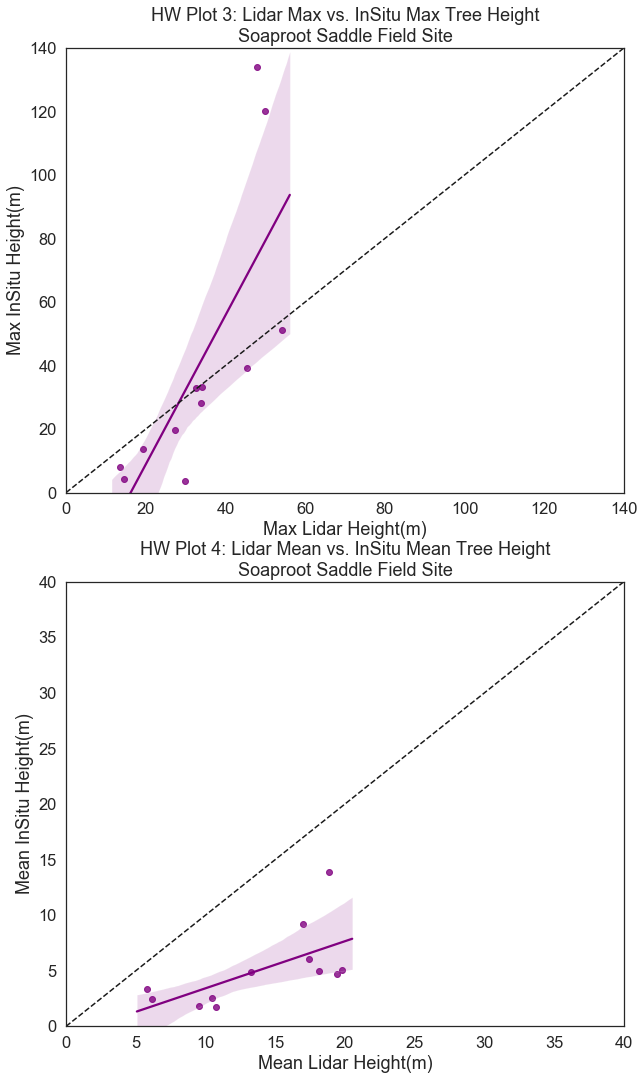 HW Plot 3: Lidar Max vs. InSitu Max Tree Height
Soaproot Saddle Field Site
140
120
100
80
60
40
20
0
Max InSitu Height(m)
0 20 40 60 80 100 120 140
Max Lidar Height(m)
HW Plot 4: Lidar Mean vs. InSitu Mean Tree Height
Soaproot Saddle Field Site
40
35
30
25
20
15
10
5
0
Mean InSitu Height(m)
0 5 10 15 20 25 30 35 40
Mean Lidar Height(m)